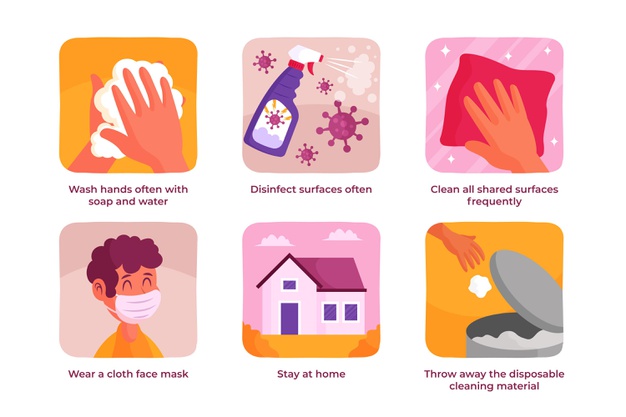 Wash hands often with
soap and water
Disinfect surfaces often
Clean all shared surfaces
frequently
Wear a cloth face mask
Stay at home
Throw away the disposable
cleaning material